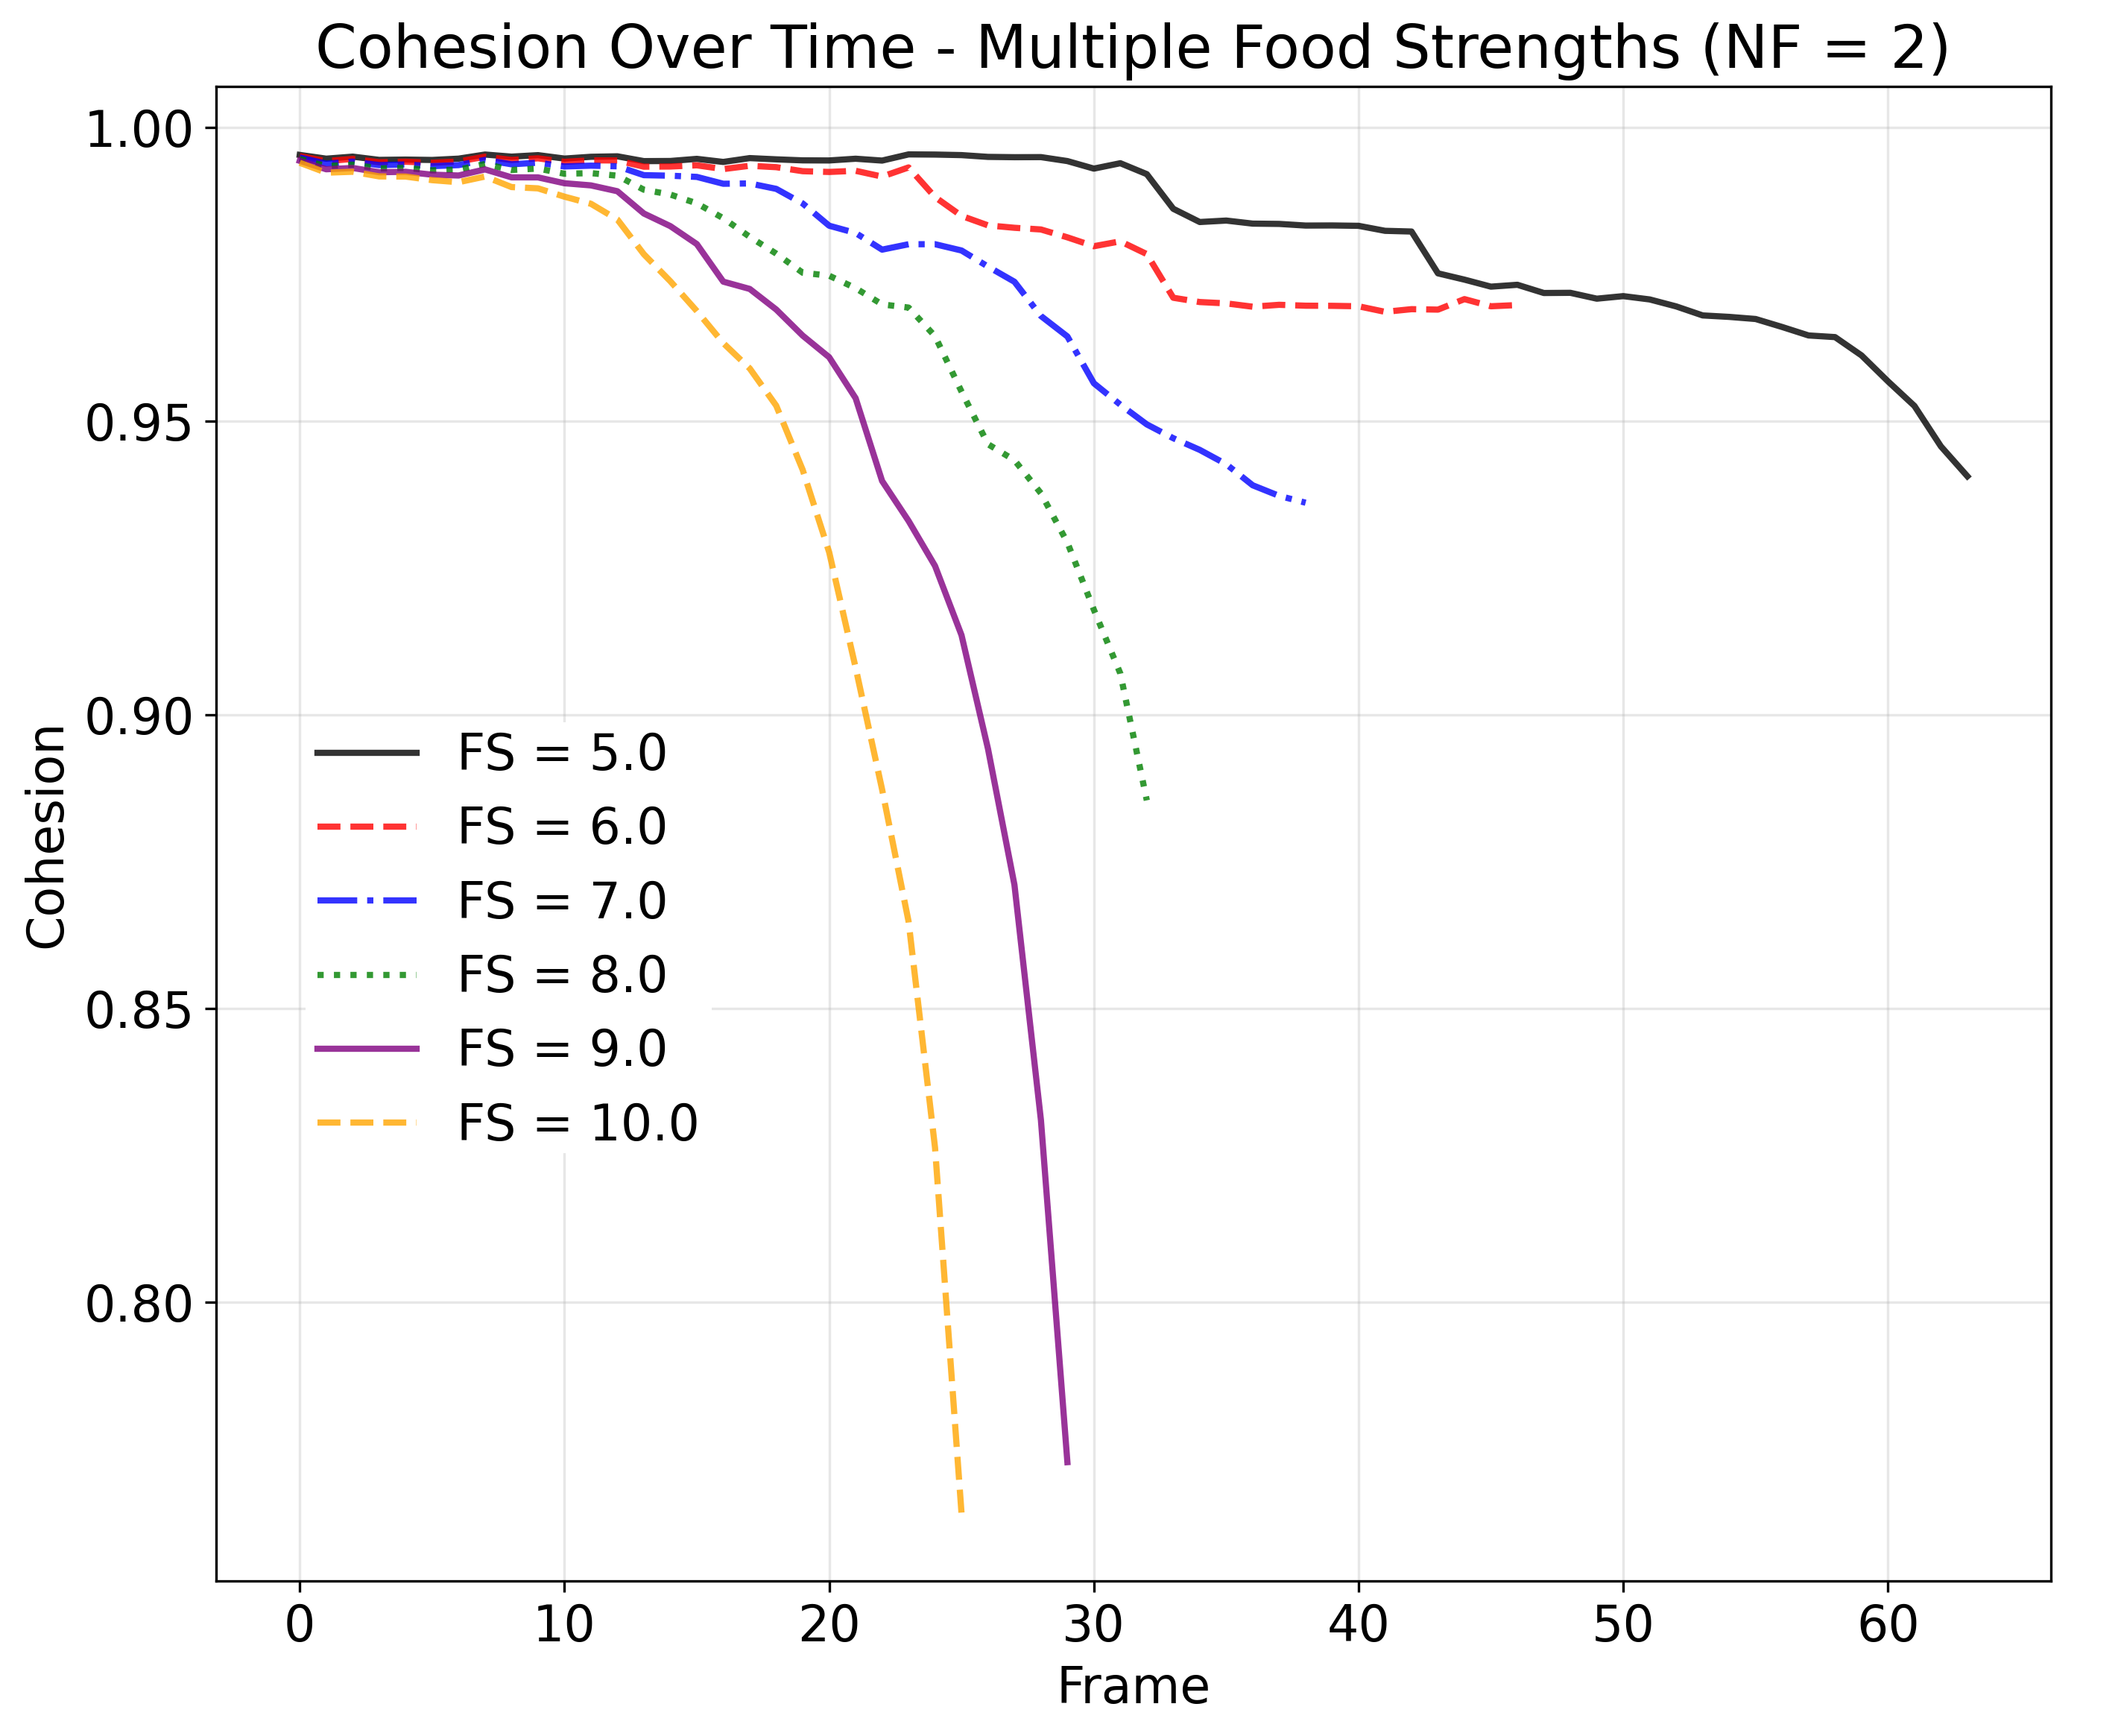 Cohesion Over Time - Multiple Food Strengths (NF = 2)
1.00
0.95
0.90
0.85
0.80
Cohesion
FS = 5.0
FS = 6.0
FS = 7.0
FS = 8.0
FS = 9.0
FS = 10.0
0 10 20 30 40 50 60
Frame